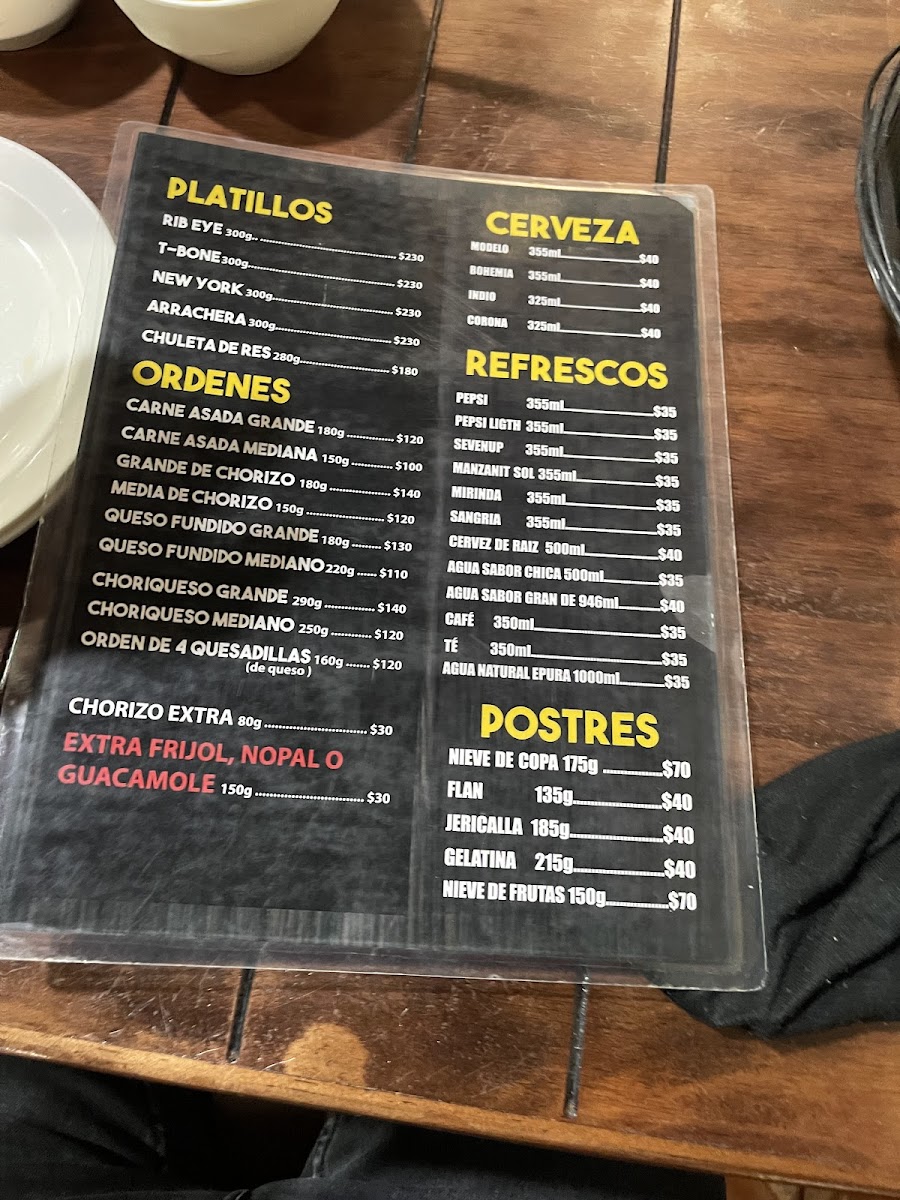 PLATILLOS
RIB EYE 300g.. ........................................ $230
T-BONE 300g........................................... $230
NEW YORK 300g................................... $230
ARRACHERA 300g................................. $230
CHULETA DE RES 280g......................... $180
ORDENES
CARNE ASADA GRANDE 180g .............. $120
CARNE ASADA MEDIANA 150g ............. $100
GRANDE DE CHORIZO 180g .................. $140
MEDIA DE CHORIZO 150g ....................... $120
QUESO FUNDIDO GRANDE 180g ......... $130
QUESO FUNDIDO MEDIANO 220g ...... $110
CHORIQUESO GRANDE 290g ............... $140
CHORIQUESO MEDIANO 250g ............ $120
ORDEN DE 4 QUESADILLAS 160g ....... $120
(de queso )
CHORIZO EXTRA 80g ............................ $30
EXTRA FRIJOL, NOPAL O
GUACAMOLE 150g .............................. $30
CERVEZA
MODELO 355ml........................$40
BOHEMIA 355ml........................$40
INDIO 325ml........................$40
CORONA 325ml........................$40
REFRESCOS
PEPSI 355ml........................$35
PEPSI LIGTH 355ml........................$35
SEVENUP 355ml........................$35
MANZANIT SOL 355ml....................$35
MIRINDA 355ml........................$35
SANGRIA 355ml........................$35
CERVEZ DE RAIZ 500ml...................$40
AGUA SABOR CHICA 500ml..............$35
AGUA SABOR GRAN DE 946ml..........$40
CAFÉ 350ml................................$35
TÉ 350ml................................$35
AGUA NATURAL EPURA 1000ml...........$35
POSTRES
NIEVE DE COPA 175g ...............$70
FLAN 135g......................$40
JERICALLA 185g.......................$40
GELATINA 215g.......................$40
NIEVE DE FRUTAS 150g................$70